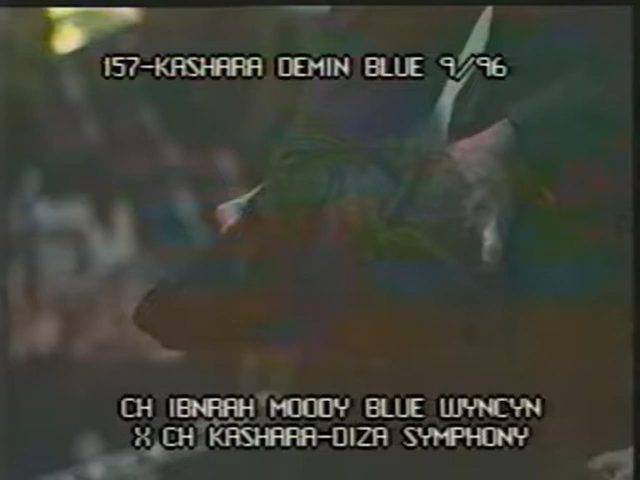 157-KASHARA DEMIN BLUE 9/96
CH IBNRAH MOODY BLUE WYNCYN
X CH KASHARA-DIZA SYMPHONY